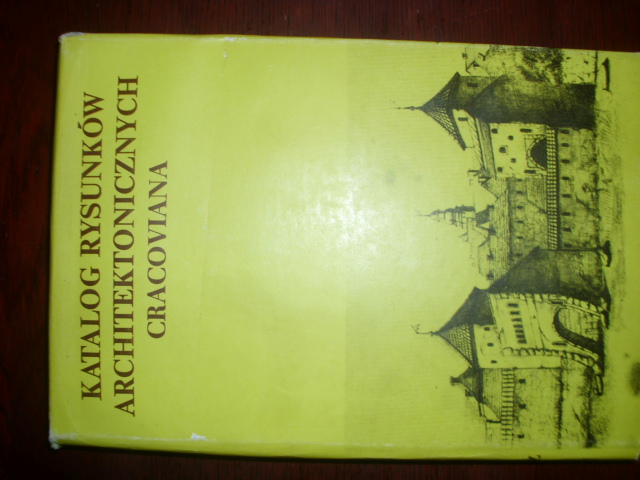 KATALOG RYSUNKÓW
ARCHITEKTONICZNYCH
CRACOVIANA